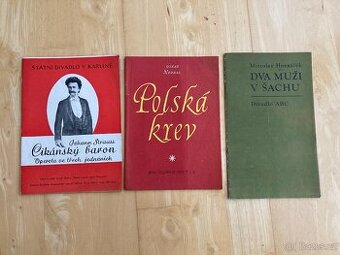 STÁTNÍ DIVADLO V KARLÍNĚ
Johann Strauss
Cikánský baron
Opereta ve třech jednáních
OSKAR
NEDBAL
Polská
krev
Miroslav Horníček
DVA MUŽI
V ŠACHU
Divadlo ABC